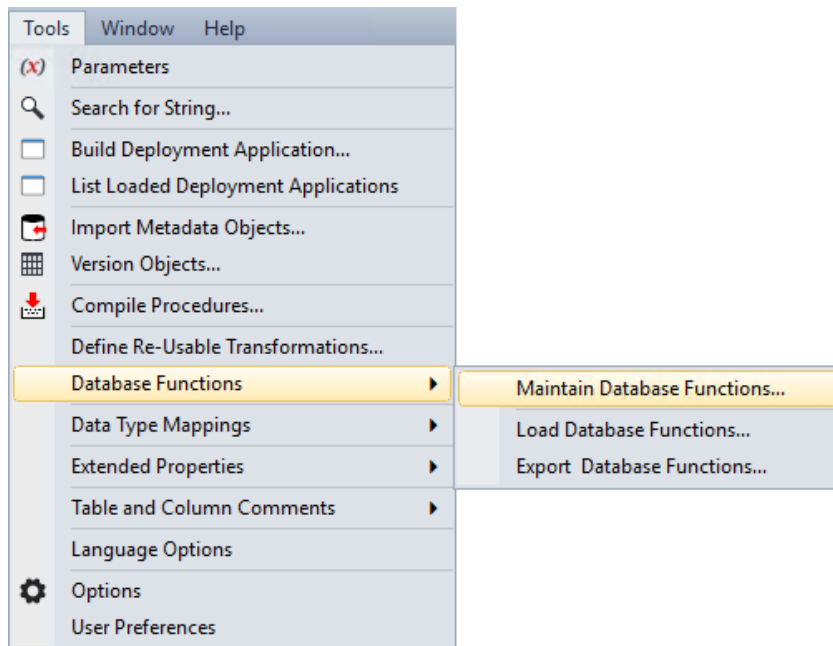 Tools Window Help
(x) Parameters
Search for String...
Build Deployment Application...
List Loaded Deployment Applications
Import Metadata Objects...
Version Objects...
Compile Procedures...
Define Re-Usable Transformations...
Database Functions
Maintain Database Functions...
Load Database Functions...
Export Database Functions...
Data Type Mappings
Extended Properties
Table and Column Comments
Language Options
Options
User Preferences